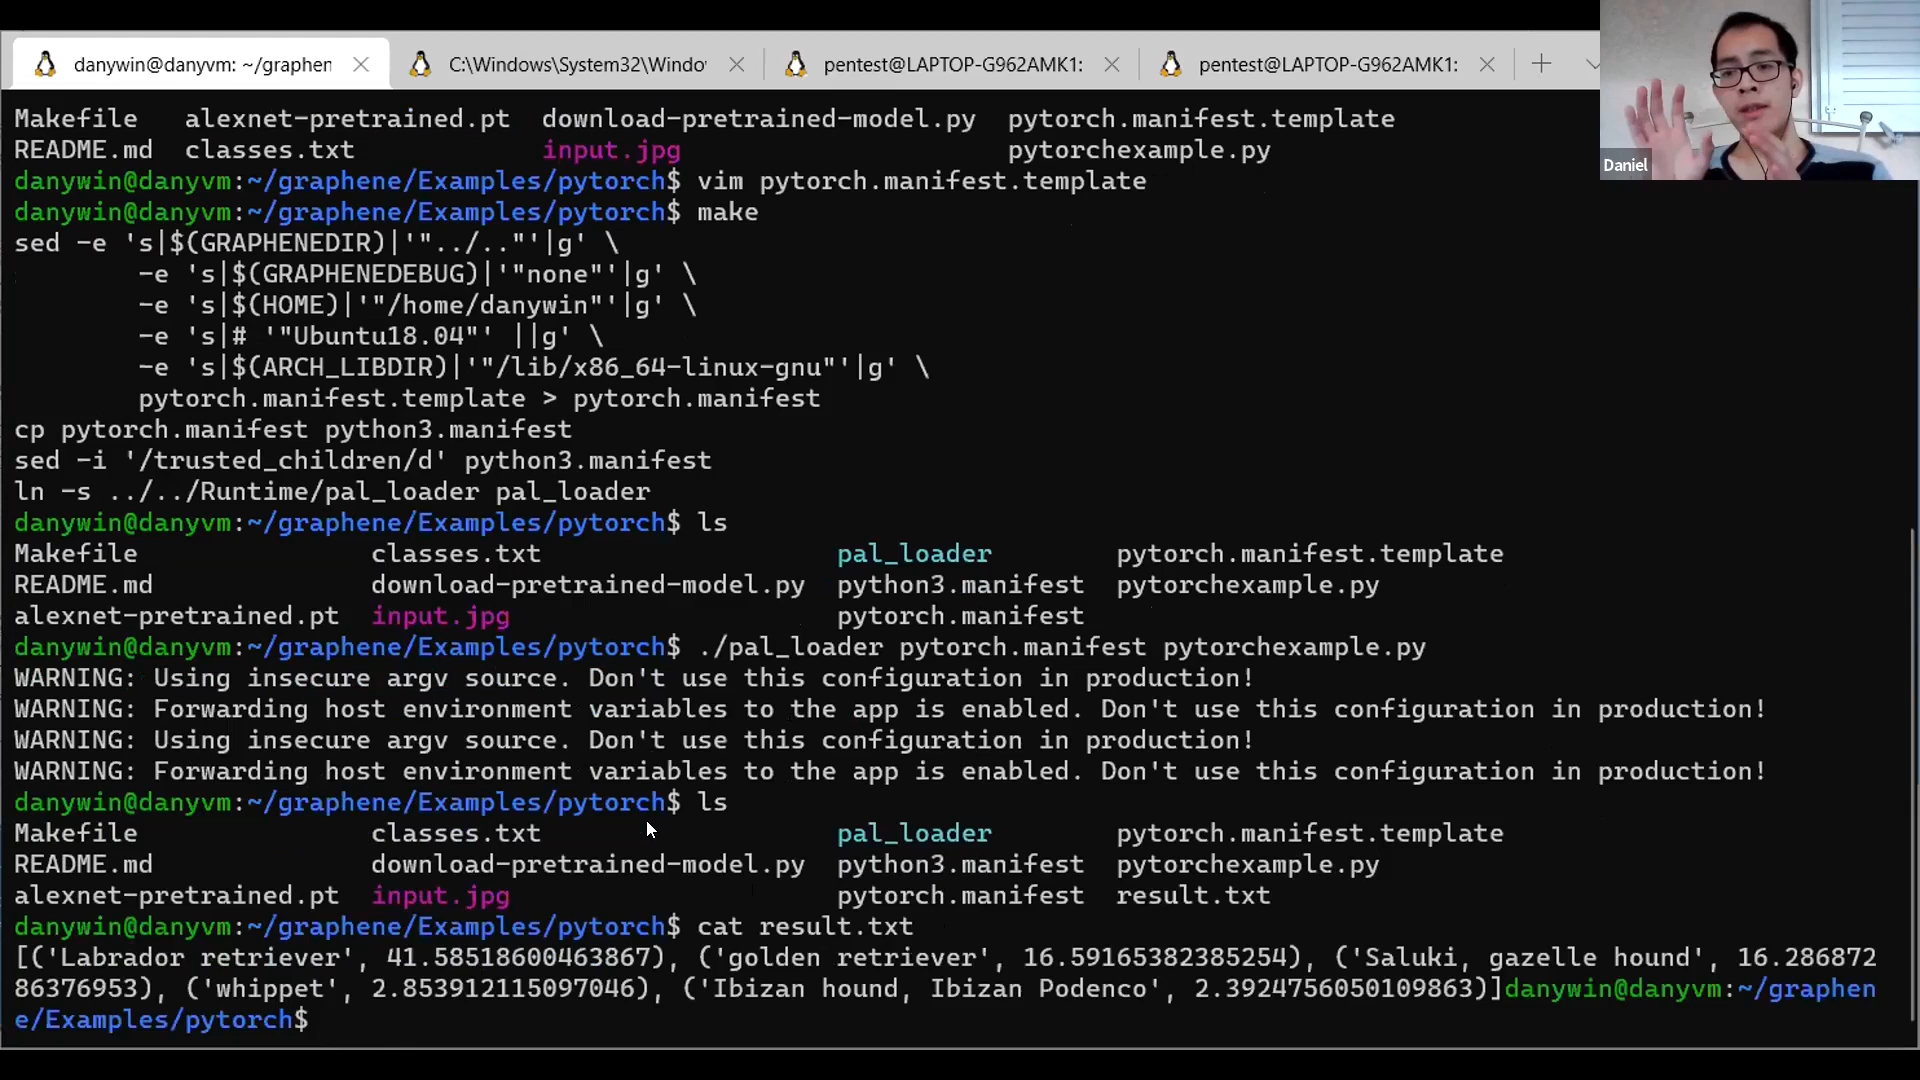 danywin@danyvm: ~/graphen
C:\Windows\System32\Windo
pentest@LAPTOP-G962AMK1:
pentest@LAPTOP-G962AMK1:
Daniel
Makefile alexnet-pretrained.pt download-pretrained-model.py pytorch.manifest.template
README.md classes.txt input.jpg pytorchexample.py
danywin@danyvm:~/graphene/Examples/pytorch$ vim pytorch.manifest.template
danywin@danyvm:~/graphene/Examples/pytorch$ make
sed -e 's|$(GRAPHENEDIR)|'"../.."'|g' \
-e 's|$(GRAPHENEDEBUG)|'"none"'|g' \
-e 's|$(HOME)|'"/home/danywin"'|g' \
-e 's|# '"Ubuntu18.04"' ||g' \
-e 's|$(ARCH_LIBDIR)|'"/lib/x86_64-linux-gnu"'|g' \
pytorch.manifest.template > pytorch.manifest
cp pytorch.manifest python3.manifest
sed -i '/trusted_children/d' python3.manifest
ln -s ../../Runtime/pal_loader pal_loader
danywin@danyvm:~/graphene/Examples/pytorch$ ls
Makefile classes.txt pal_loader pytorch.manifest.template
README.md download-pretrained-model.py python3.manifest pytorchexample.py
alexnet-pretrained.pt input.jpg pytorch.manifest
danywin@danyvm:~/graphene/Examples/pytorch$ ./pal_loader pytorch.manifest pytorchexample.py
WARNING: Using insecure argv source. Don't use this configuration in production!
WARNING: Forwarding host environment variables to the app is enabled. Don't use this configuration in production!
WARNING: Using insecure argv source. Don't use this configuration in production!
WARNING: Forwarding host environment variables to the app is enabled. Don't use this configuration in production!
danywin@danyvm:~/graphene/Examples/pytorch$ ls
Makefile classes.txt pal_loader pytorch.manifest.template
README.md download-pretrained-model.py python3.manifest pytorchexample.py
alexnet-pretrained.pt input.jpg pytorch.manifest result.txt
danywin@danyvm:~/graphene/Examples/pytorch$ cat result.txt
[('Labrador retriever', 41.58518600463867), ('golden retriever', 16.59165382385254), ('Saluki, gazelle hound', 16.286872
86376953), ('whippet', 2.853912115097046), ('Ibizan hound, Ibizan Podenco', 2.3924756050109863)]danywin@danyvm:~/graphen
e/Examples/pytorch$